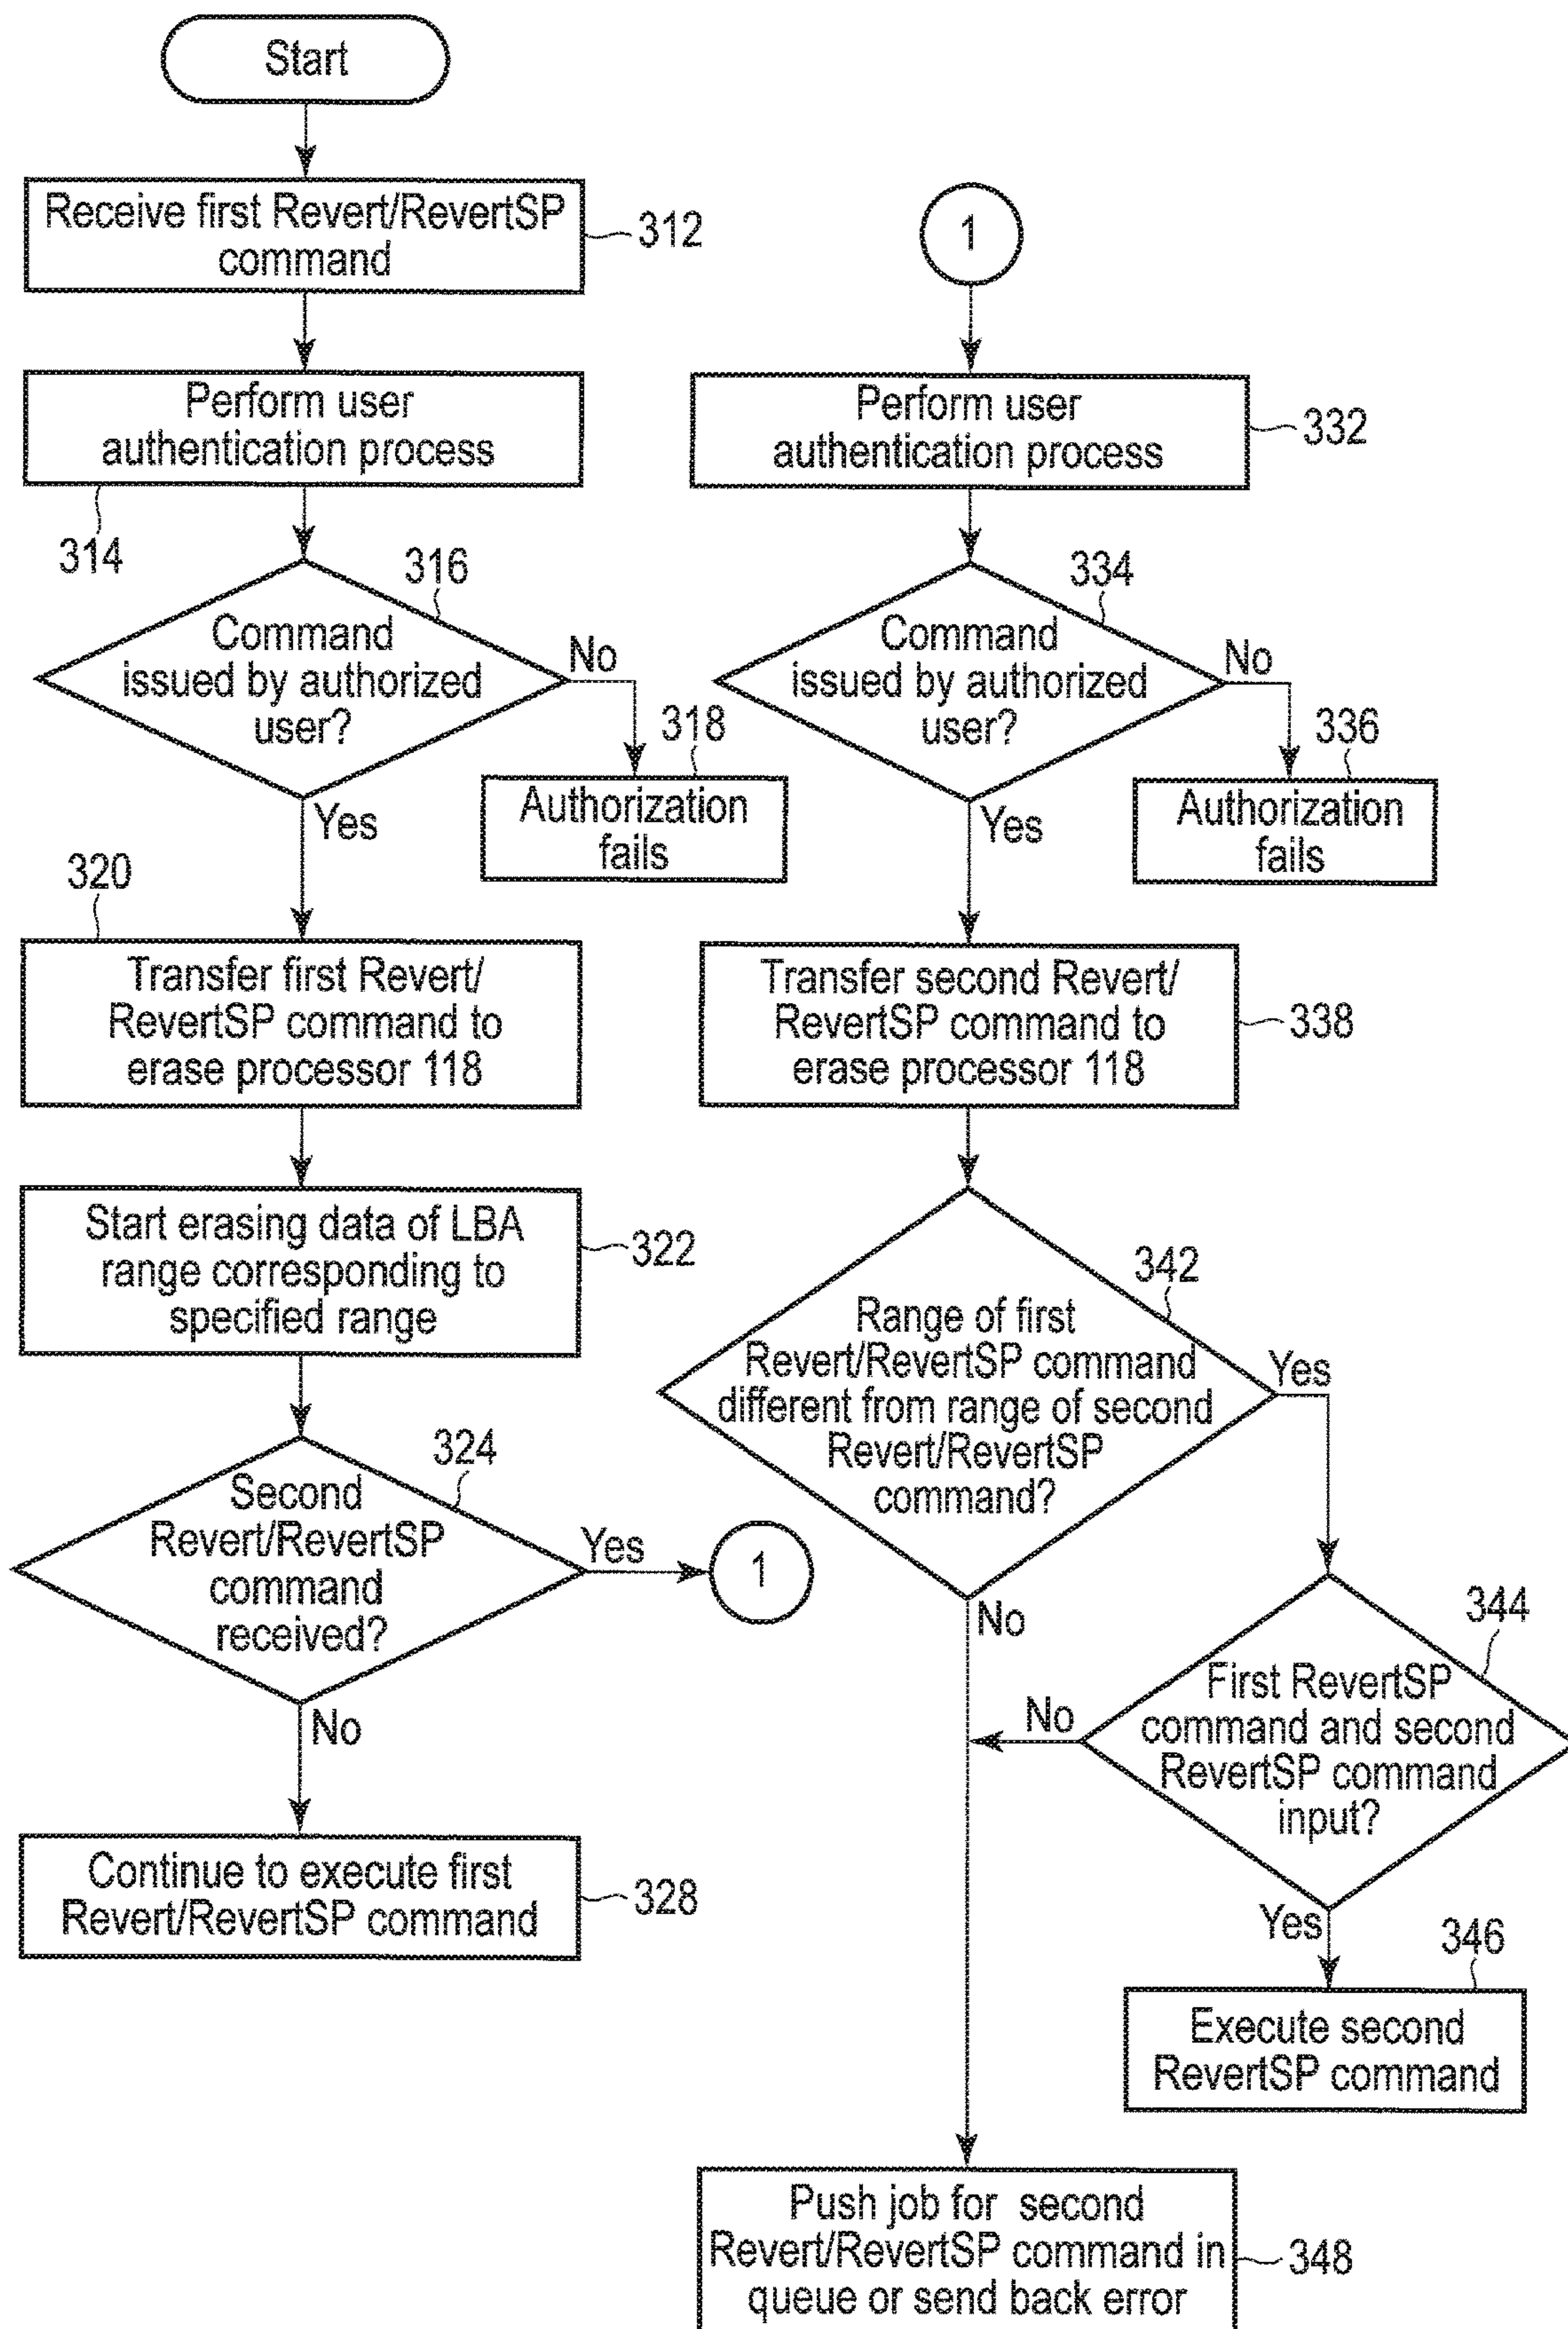 Start
Receive first Revert/RevertSP
command
312
Perform user
authentication process
314
316
Command
issued by authorized
user?
No
318
Authorization
fails
Yes
320
Transfer first Revert/
RevertSP command to
erase processor 118
Start erasing data of LBA
range corresponding to
specified range
322
324
Second
Revert/RevertSP
command
received?
Yes
1
No
Continue to execute first
Revert/RevertSP command
328
1
Perform user
authentication process
332
334
Command
issued by authorized
user?
No
336
Authorization
fails
Yes
Transfer second Revert/
RevertSP command to
erase processor 118
338
342
Range of first
Revert/RevertSP command
different from range of second
Revert/RevertSP
command?
Yes
No
344
First RevertSP
command and second
RevertSP command
input?
No
Yes
346
Execute second
RevertSP command
Push job for second
Revert/RevertSP command in
queue or send back error
348